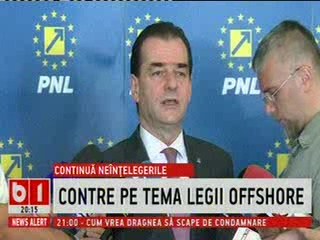 PNL
PNL
CONTINUĂ NEÎNȚELEGERILE
B1
CONTRE PE TEMA LEGII OFFSHORE
20:15
NEWS ALERT
21:00 - CUM VREA DRAGNEA SĂ SCAPE DE CONDAMNARE